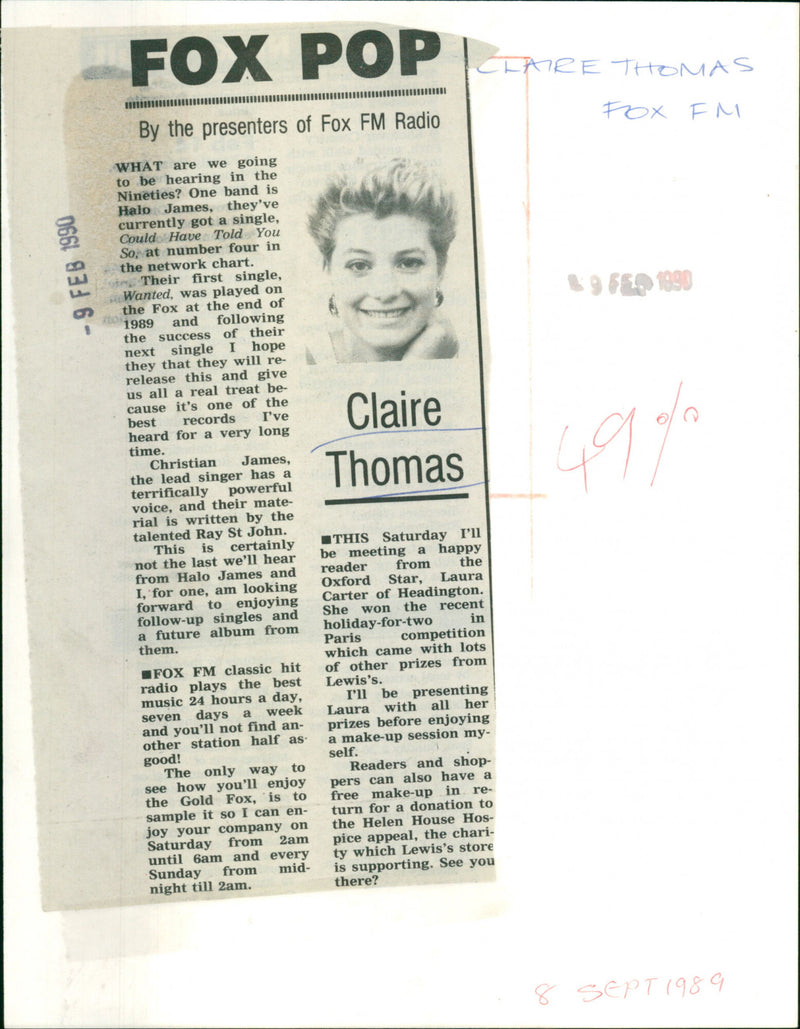 FOX POP
By the presenters of Fox FM Radio
CLAIRE THOMAS
FOX FM
- 9 FEB 1990
9 FEB 1990
49%
WHAT are we going
to be hearing in the
Nineties? One band is
Halo James, they've
currently got a single,
Could Have Told You
So, at number four in
the network chart.
Their first single,
Wanted, was played on
the Fox at the end of
1989 and following
the success of their
next single I hope
they that they will re-
release this and give
us all a real treat be-
cause it's one of the
best records I've
heard for a very long
time.
Christian James,
the lead singer has a
terrifically powerful
voice, and their mate-
rial is written by the
talented Ray St John.
This is certainly
not the last we'll hear
from Halo James and
I, for one, am looking
forward to enjoying
follow-up singles and
a future album from
them.
■FOX FM classic hit
radio plays the best
music 24 hours a day,
seven days a week
and you'll not find an-
other station half as
good!
The only way to
see how you'll enjoy
the Gold Fox, is to
sample it so I can en-
joy your company on
Saturday from 2am
until 6am and every
Sunday from mid-
night till 2am.
Claire
Thomas
■THIS Saturday I'll
be meeting a happy
reader from the
Oxford Star, Laura
Carter of Headington.
She won the recent
holiday-for-two in
Paris competition
which came with lots
of other prizes from
Lewis's.
I'll be presenting
Laura with all her
prizes before enjoying
a make-up session my-
self.
Readers and shop-
pers can also have a
free make-up in re-
turn for a donation to
the Helen House Hos-
pice appeal, the chari-
ty which Lewis's store
is supporting. See you
there?
8 SEPT 1989